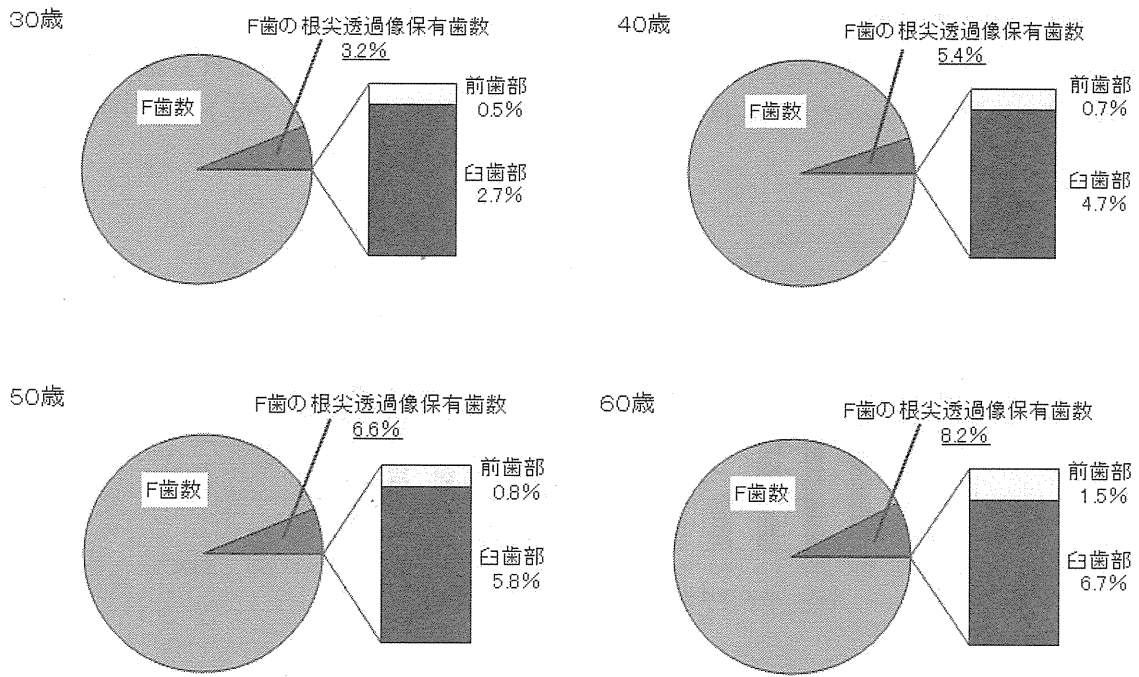 30歳
F歯の根尖透過像保有歯数
3.2%
F歯数
前歯部
0.5%
臼歯部
2.7%
40歳
F歯の根尖透過像保有歯数
5.4%
F歯数
前歯部
0.7%
臼歯部
4.7%
50歳
F歯の根尖透過像保有歯数
6.6%
F歯数
前歯部
0.8%
臼歯部
5.8%
60歳
F歯の根尖透過像保有歯数
8.2%
F歯数
前歯部
1.5%
臼歯部
6.7%